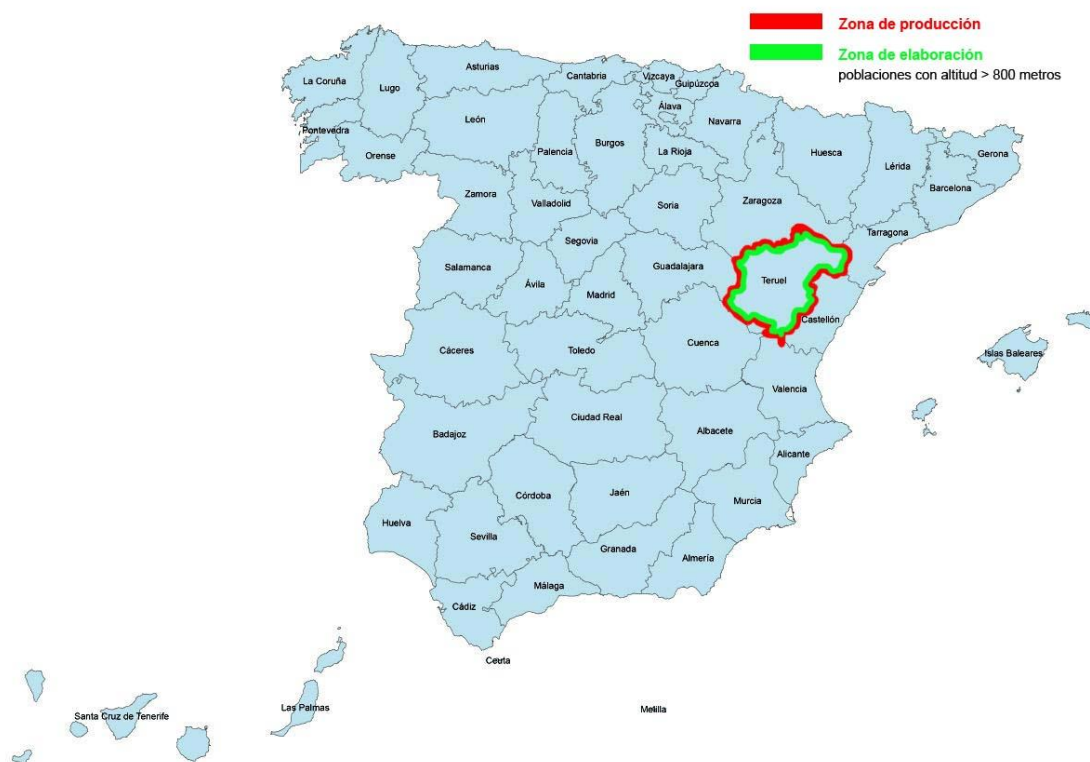 Zona de producción
Zona de elaboración
poblaciones con altitud > 800 metros
La Coruña
Lugo
Asturias
Cantabria
Vizcaya
Guipúzcoa
Álava
Navarra
Pontevedra
Orense
León
Palencia
Burgos
La Rioja
Huesca
Lérida
Gerona
Barcelona
Zamora
Valladolid
Soria
Zaragoza
Tarragona
Salamanca
Segovia
Ávila
Madrid
Guadalajara
Teruel
Castellón
Cáceres
Toledo
Cuenca
Valencia
Islas Baleares
Badajoz
Ciudad Real
Albacete
Alicante
Huelva
Sevilla
Córdoba
Jaén
Murcia
Granada
Almería
Málaga
Cádiz
Ceuta
Melilla
Santa Cruz de Tenerife
Las Palmas